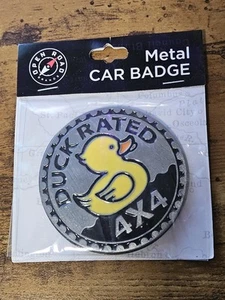 OPEN ROAD
Metal
CAR BADGE
DUCK RATED
4X4